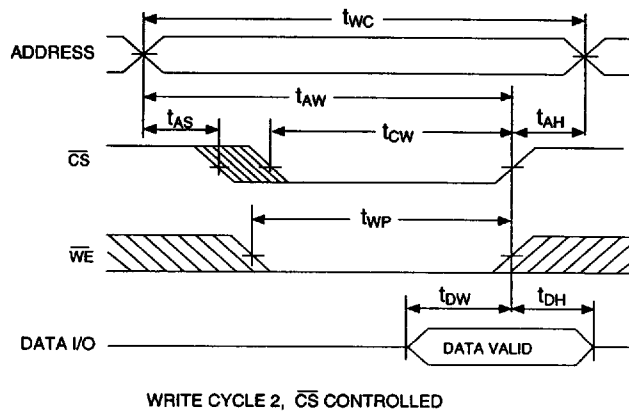 tWC
ADDRESS
tAW
tAS
tCW
tAH
CS
tWP
WE
tDW
tDH
DATA I/O
DATA VALID
WRITE CYCLE 2, CS CONTROLLED